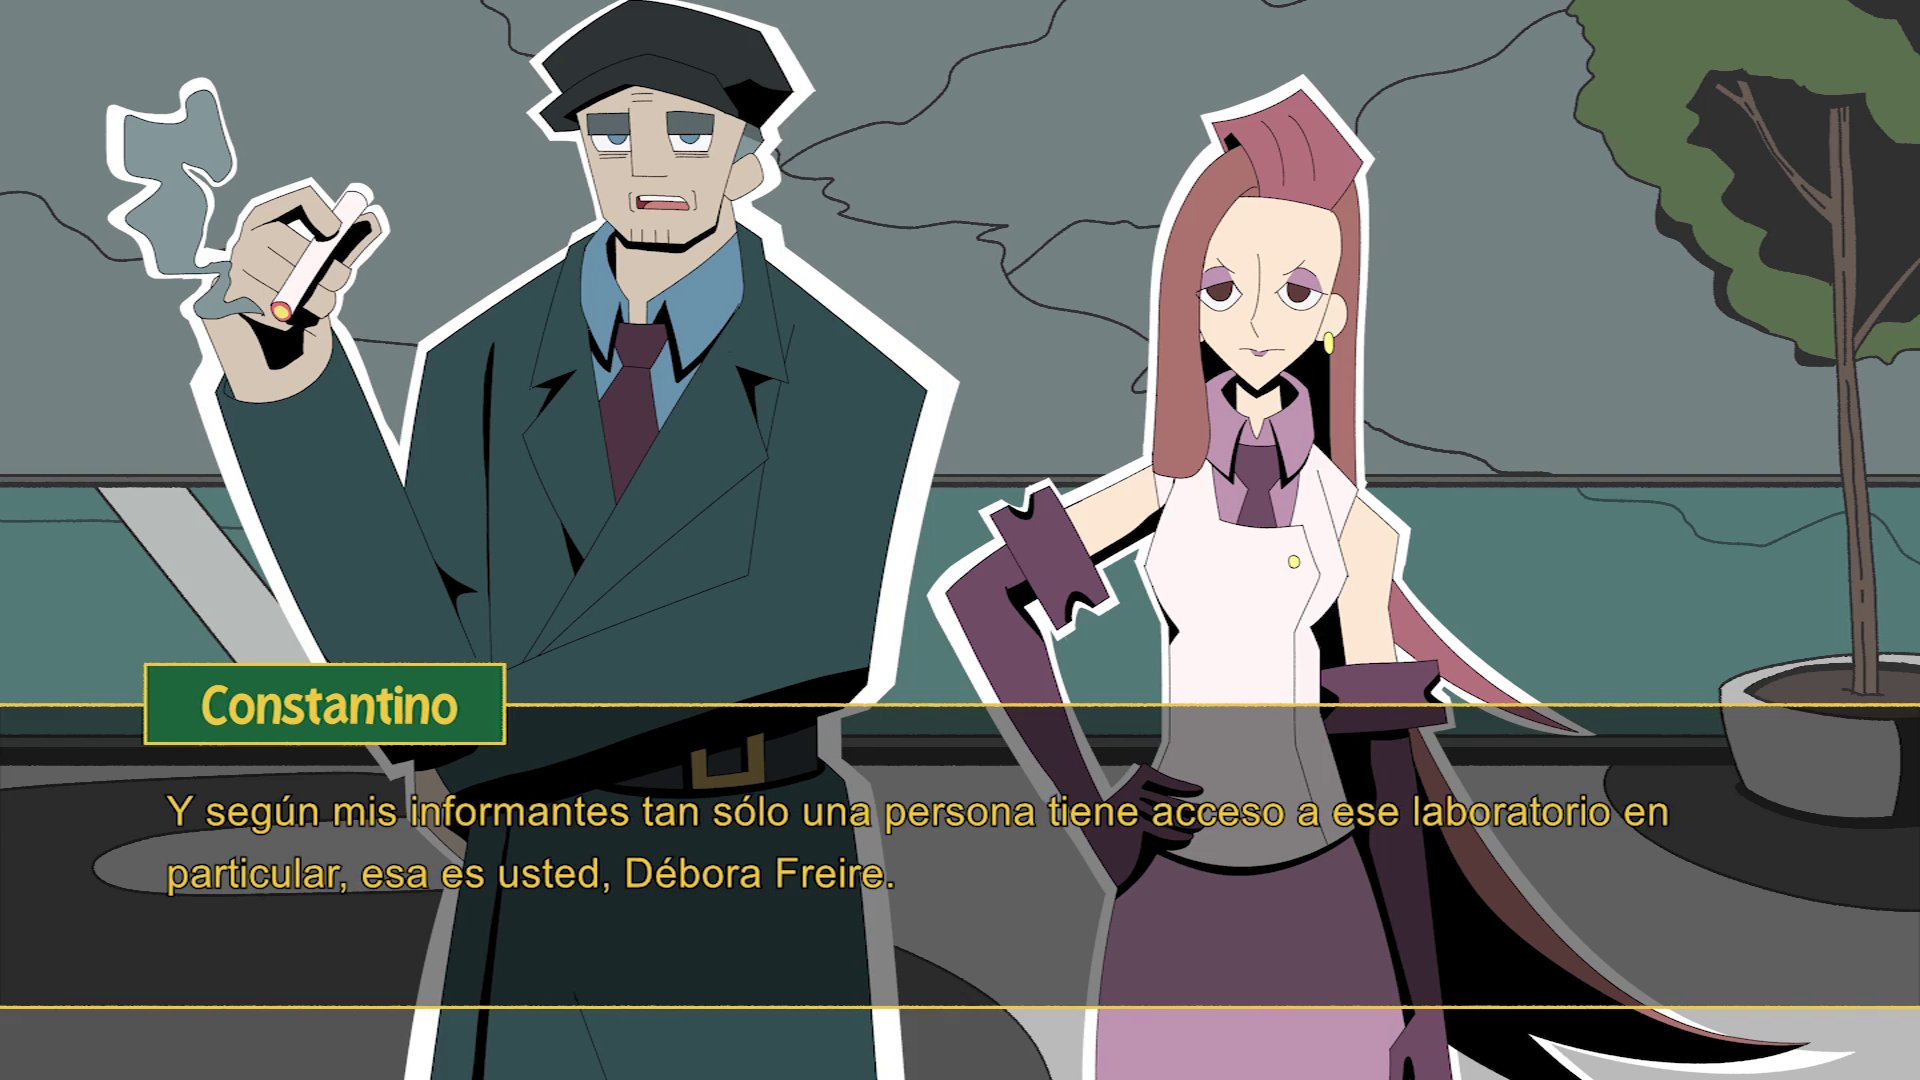 Constantino
Y según mis informantes tan sólo una persona tiene acceso a ese laboratorio en
particular, esa es usted, Débora Freire.